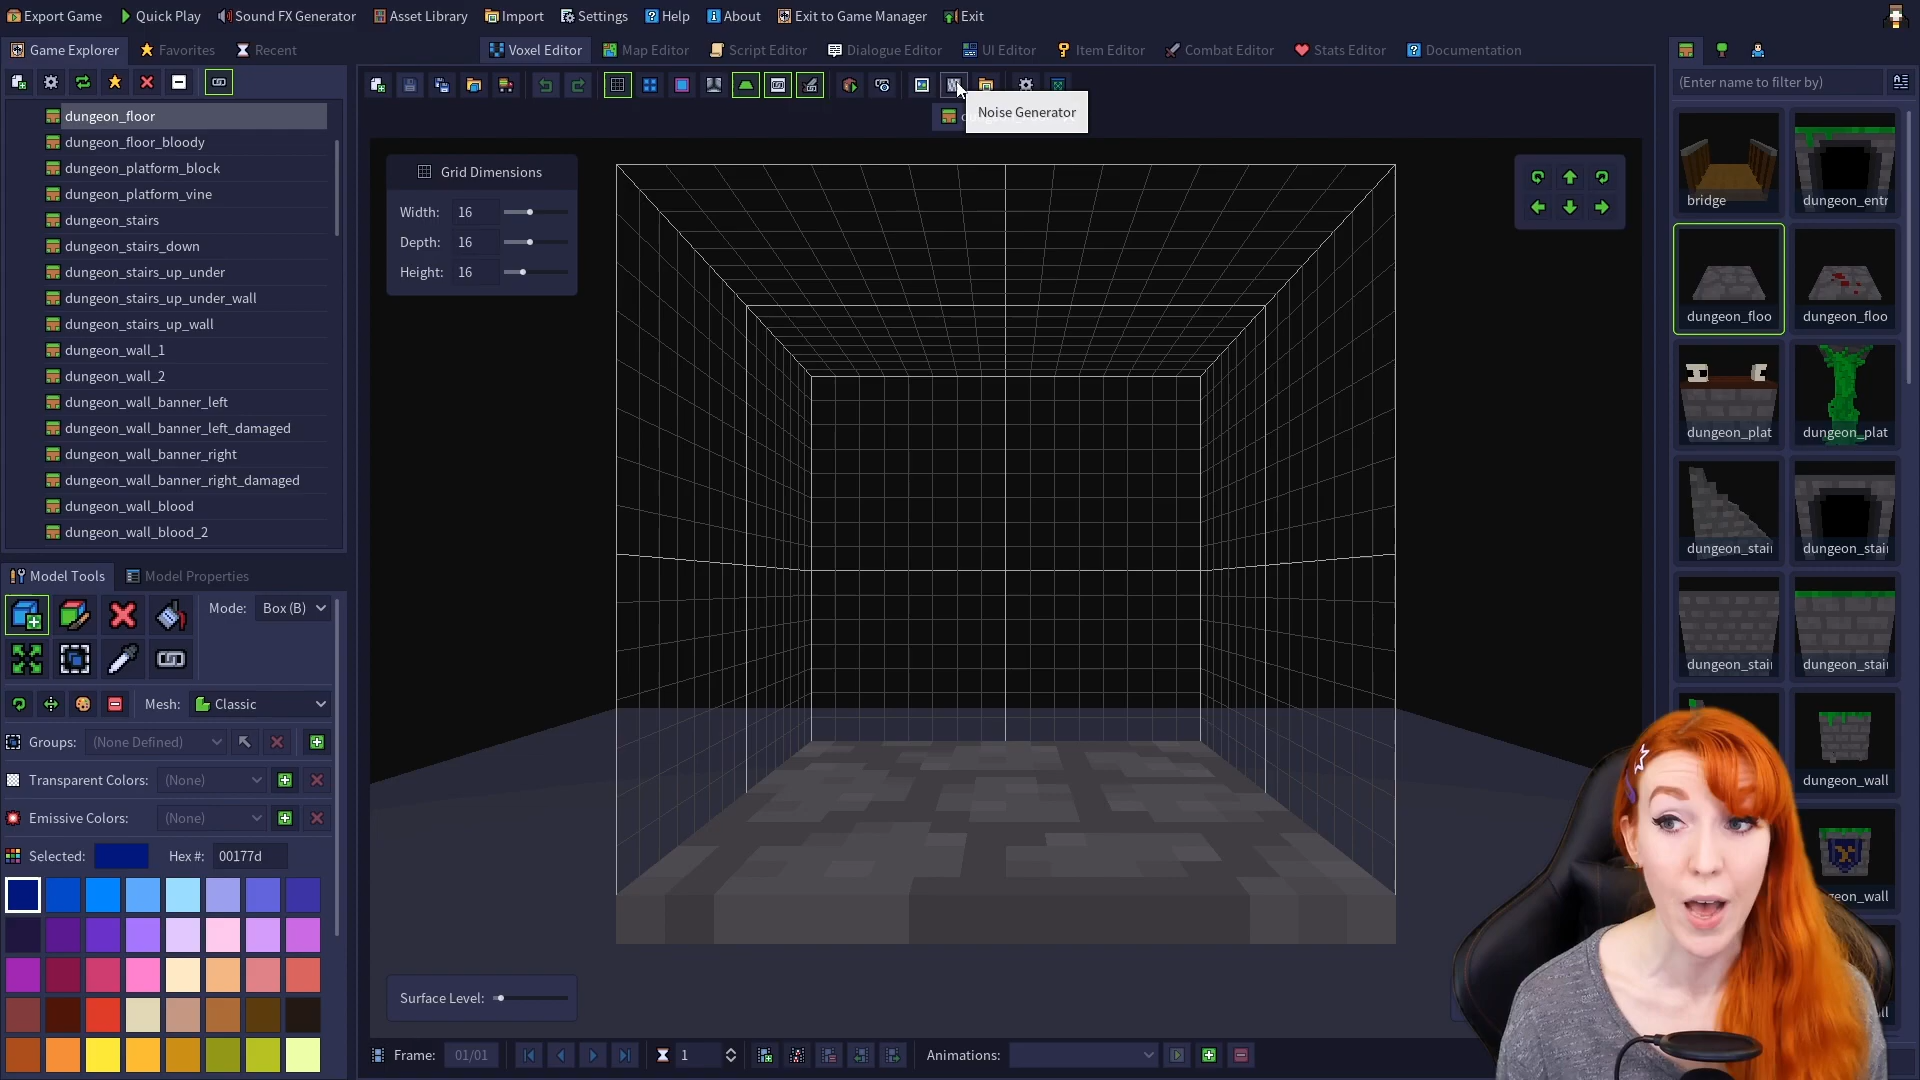 Export Game
Quick Play
Sound FX Generator
Asset Library
Import
Settings
Help
About
Exit to Game Manager
Exit
Game Explorer
Favorites
Recent
Voxel Editor
Map Editor
Script Editor
Dialogue Editor
UI Editor
Item Editor
Combat Editor
Stats Editor
Documentation
(Enter name to filter by)
Noise Generator
dungeon_floor
dungeon_floor_bloody
dungeon_platform_block
dungeon_platform_vine
dungeon_stairs
dungeon_stairs_down
dungeon_stairs_up_under
dungeon_stairs_up_under_wall
dungeon_stairs_up_wall
dungeon_wall_1
dungeon_wall_2
dungeon_wall_banner_left
dungeon_wall_banner_left_damaged
dungeon_wall_banner_right
dungeon_wall_banner_right_damaged
dungeon_wall_blood
dungeon_wall_blood_2
Grid Dimensions
Width: 16
Depth: 16
Height: 16
bridge
dungeon_entr
dungeon_floo
dungeon_floo
dungeon_plat
dungeon_plat
dungeon_stair
dungeon_stair
dungeon_stair
dungeon_stair
dungeon_wall
eon_wall
Model Tools
Model Properties
Mode: Box (B)
Mesh: Classic
Groups: (None Defined)
Transparent Colors: (None)
Emissive Colors: (None)
Selected:
Hex #: 00177d
Surface Level:
Frame: 01/01
1
Animations: